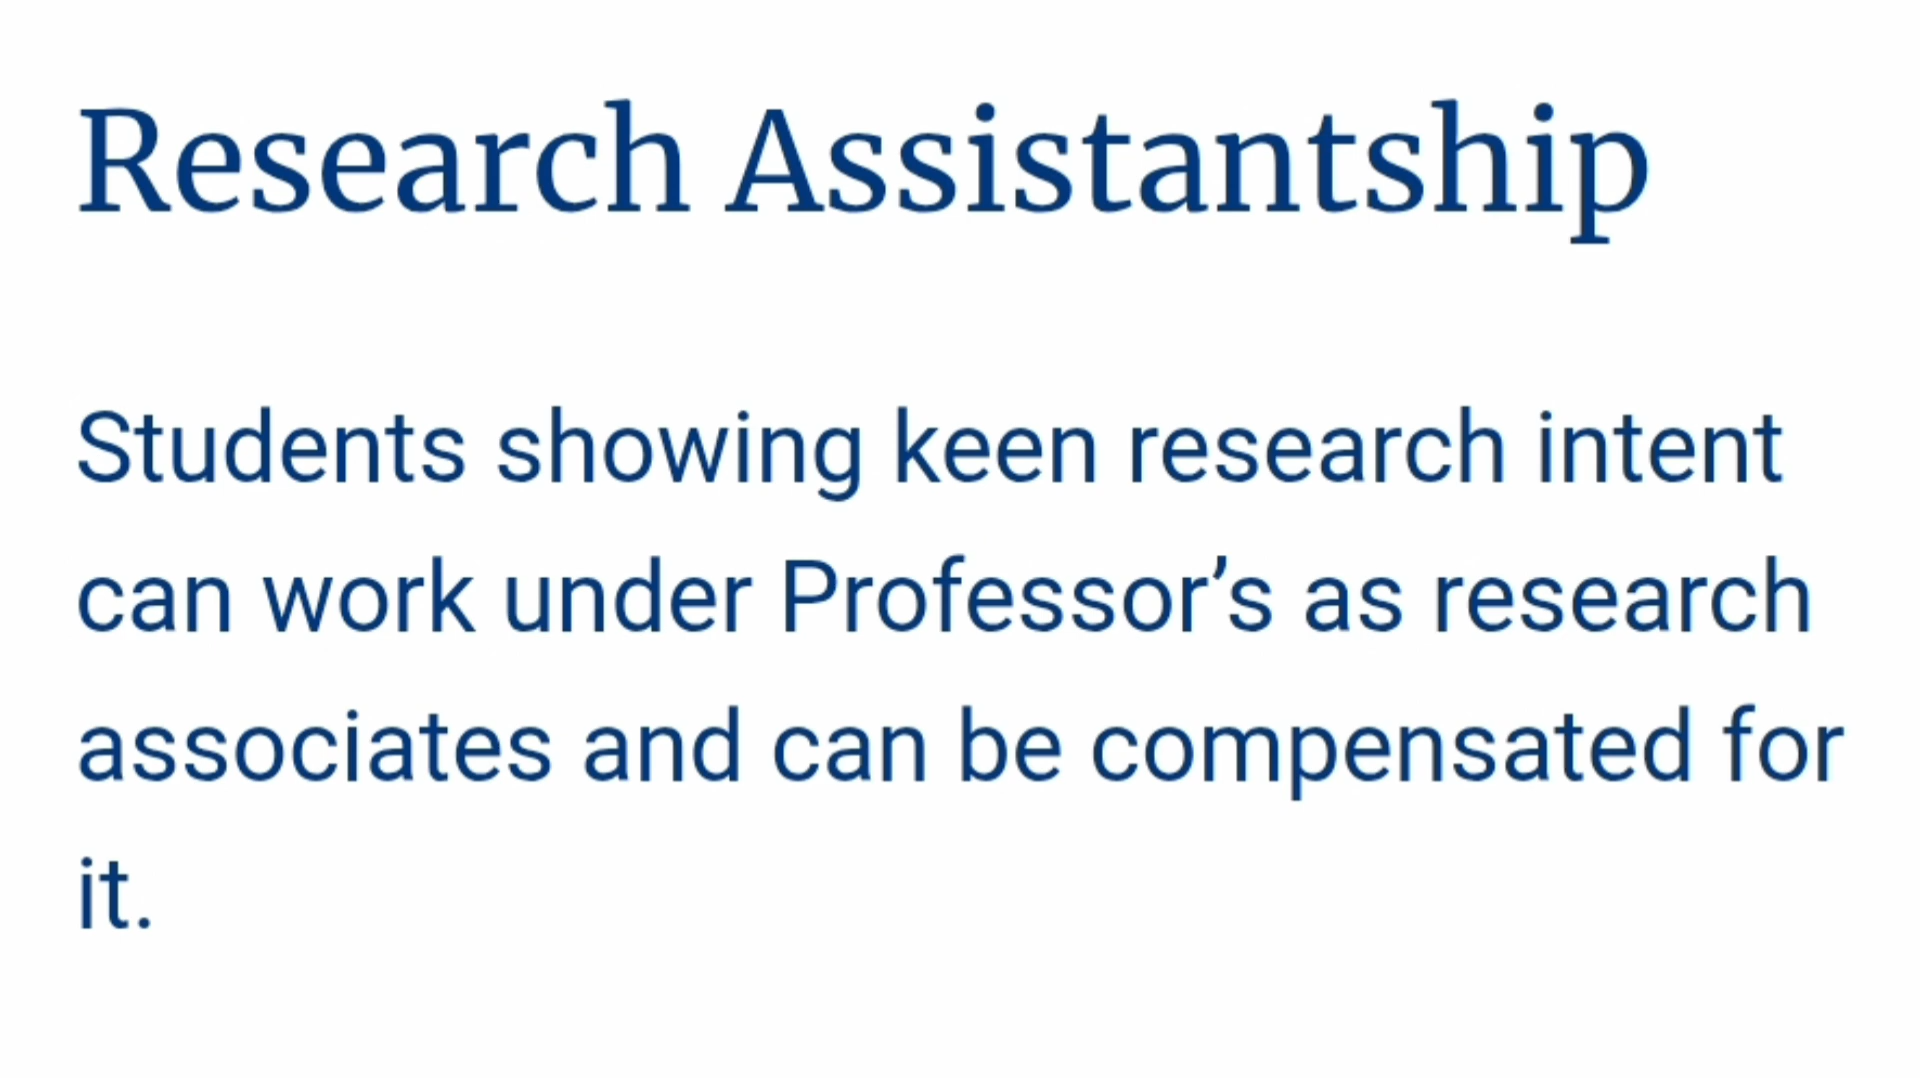 Research Assistantship
Students showing keen research intent
can work under Professor’s as research
associates and can be compensated for
it.